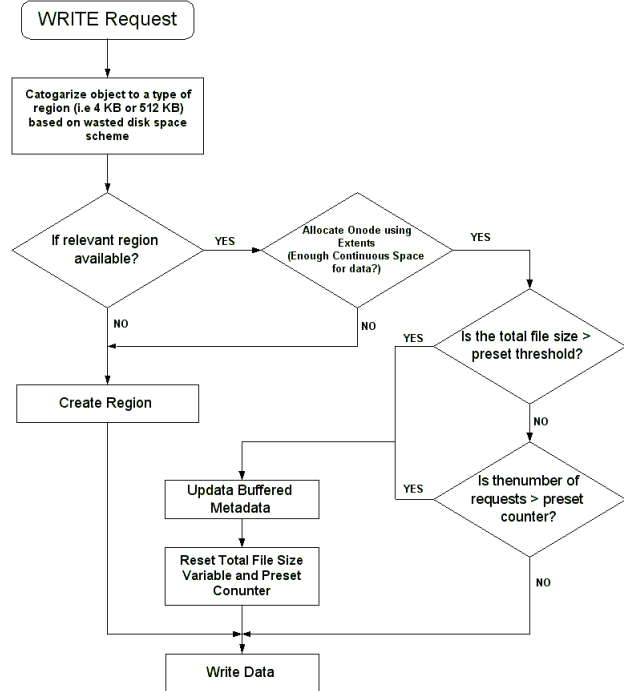 WRITE Request
Catogarize object to a type of
region (i.e 4 KB or 512 KB)
based on wasted disk space
scheme
If relevant region
available?
YES
Allocate Onode using
Extents
(Enough Continuous Space
for data?)
YES
NO
NO
Is the total file size >
preset threshold?
YES
NO
Create Region
Is thenumber of
requests > preset
counter?
YES
NO
Updata Buffered
Metadata
Reset Total File Size
Variable and Preset
Conunter
Write Data